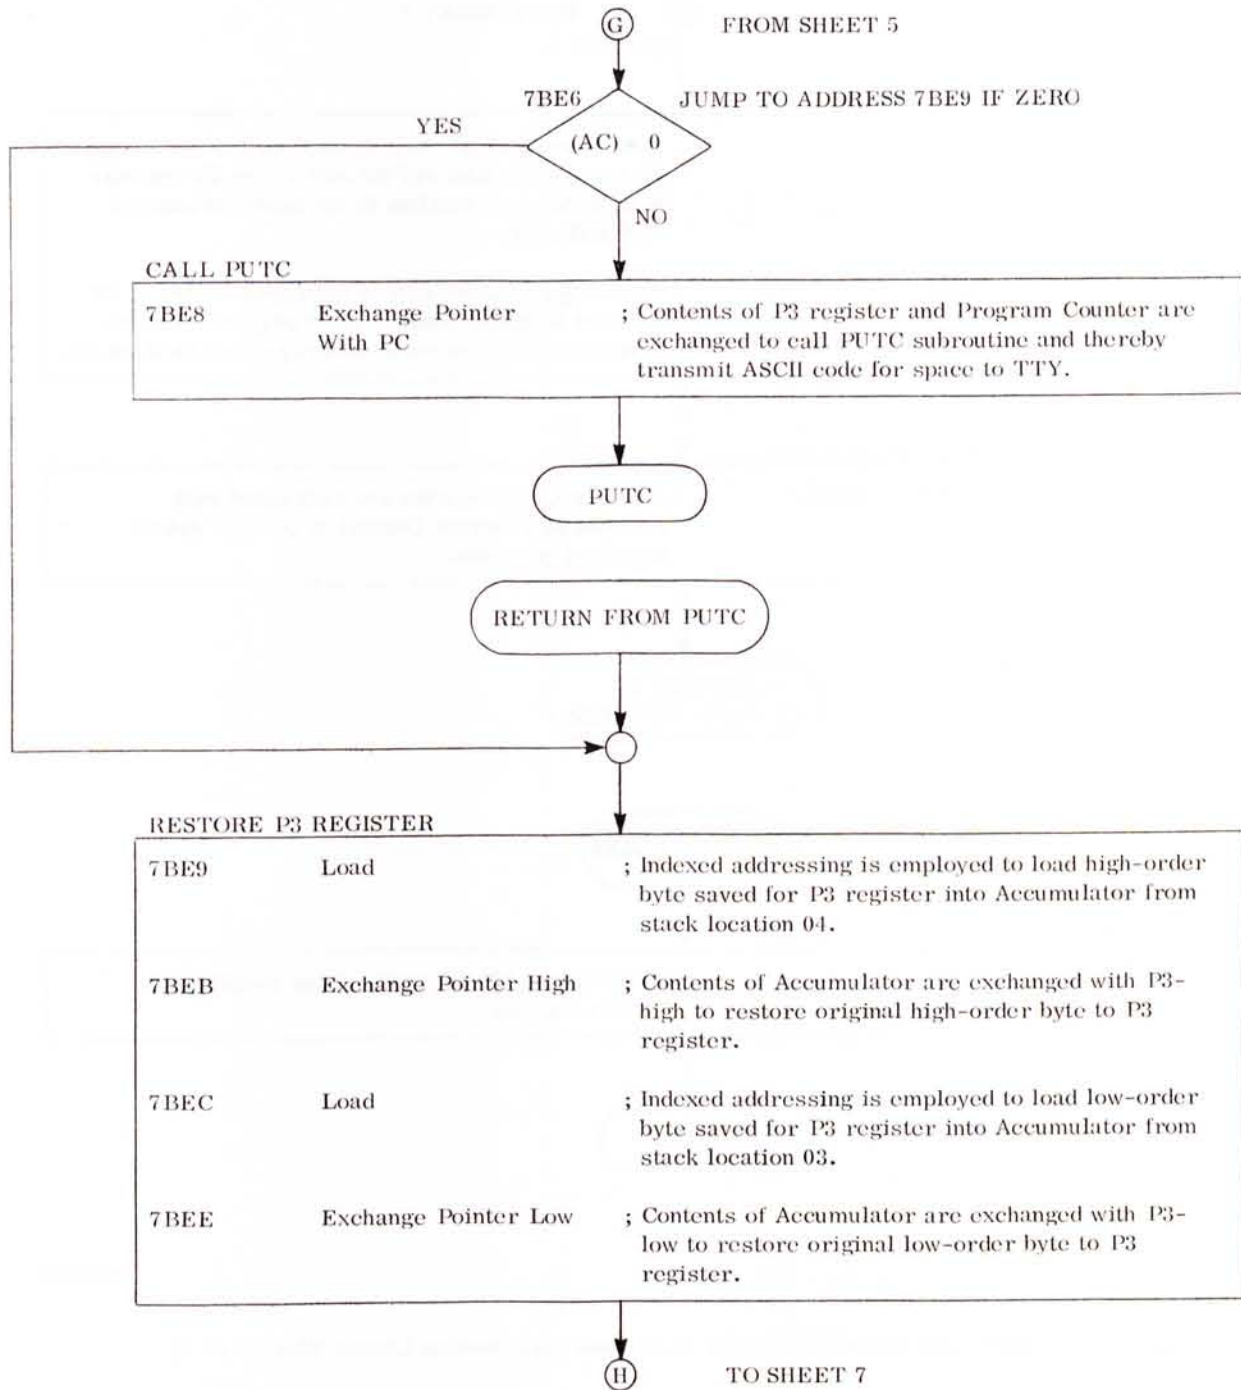 G FROM SHEET 5
7BE6 JUMP TO ADDRESS 7BE9 IF ZERO
YES
(AC) = 0
NO
CALL PUTC
7BE8 Exchange Pointer ; Contents of P3 register and Program Counter are
With PC exchanged to call PUTC subroutine and thereby
transmit ASCII code for space to TTY.
PUTC
RETURN FROM PUTC
RESTORE P3 REGISTER
7BE9 Load ; Indexed addressing is employed to load high-order
byte saved for P3 register into Accumulator from
stack location 04.
7BEB Exchange Pointer High ; Contents of Accumulator are exchanged with P3-
high to restore original high-order byte to P3
register.
7BEC Load ; Indexed addressing is employed to load low-order
byte saved for P3 register into Accumulator from
stack location 03.
7BEE Exchange Pointer Low ; Contents of Accumulator are exchanged with P3-
low to restore original low-order byte to P3
register.
H TO SHEET 7